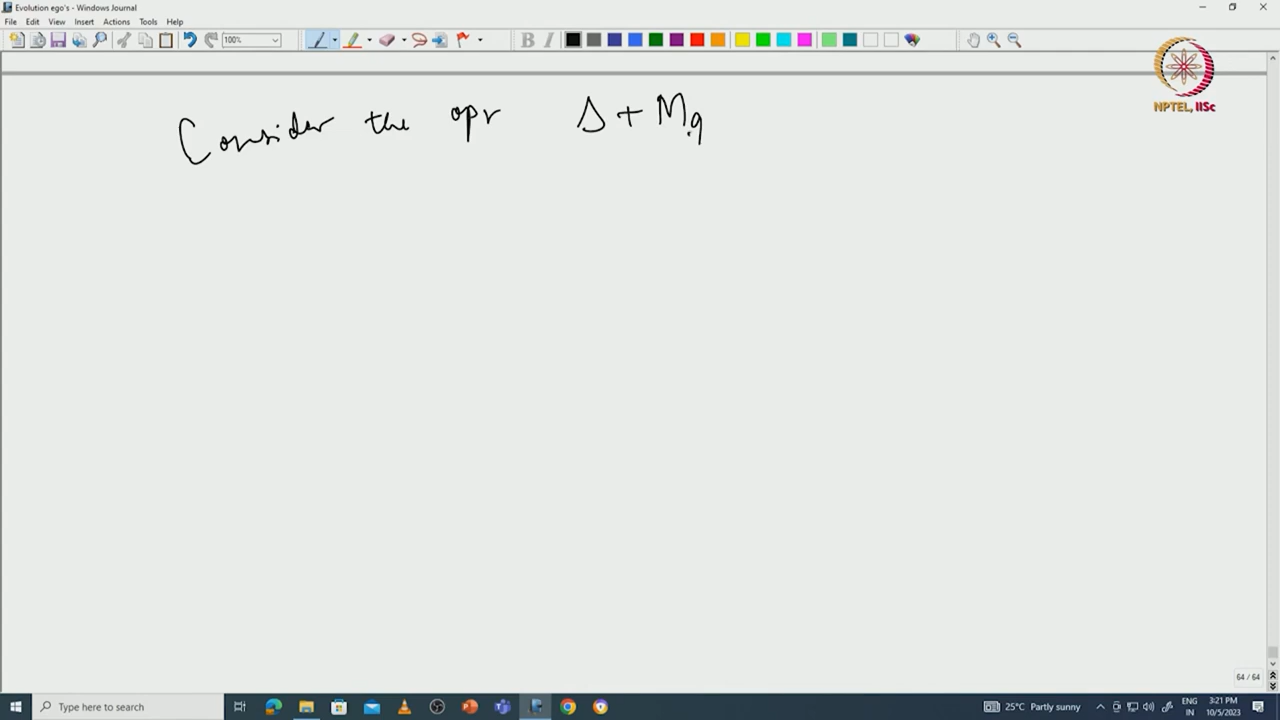 Evolution eqo's - Windows Journal
File Edit View Insert Actions Tools Help
100%
NPTEL, IISc
Consider the opr Δ + M_q
64 / 64
Type here to search
25°C Partly sunny
ENG
IN
3:21 PM
10/5/2023